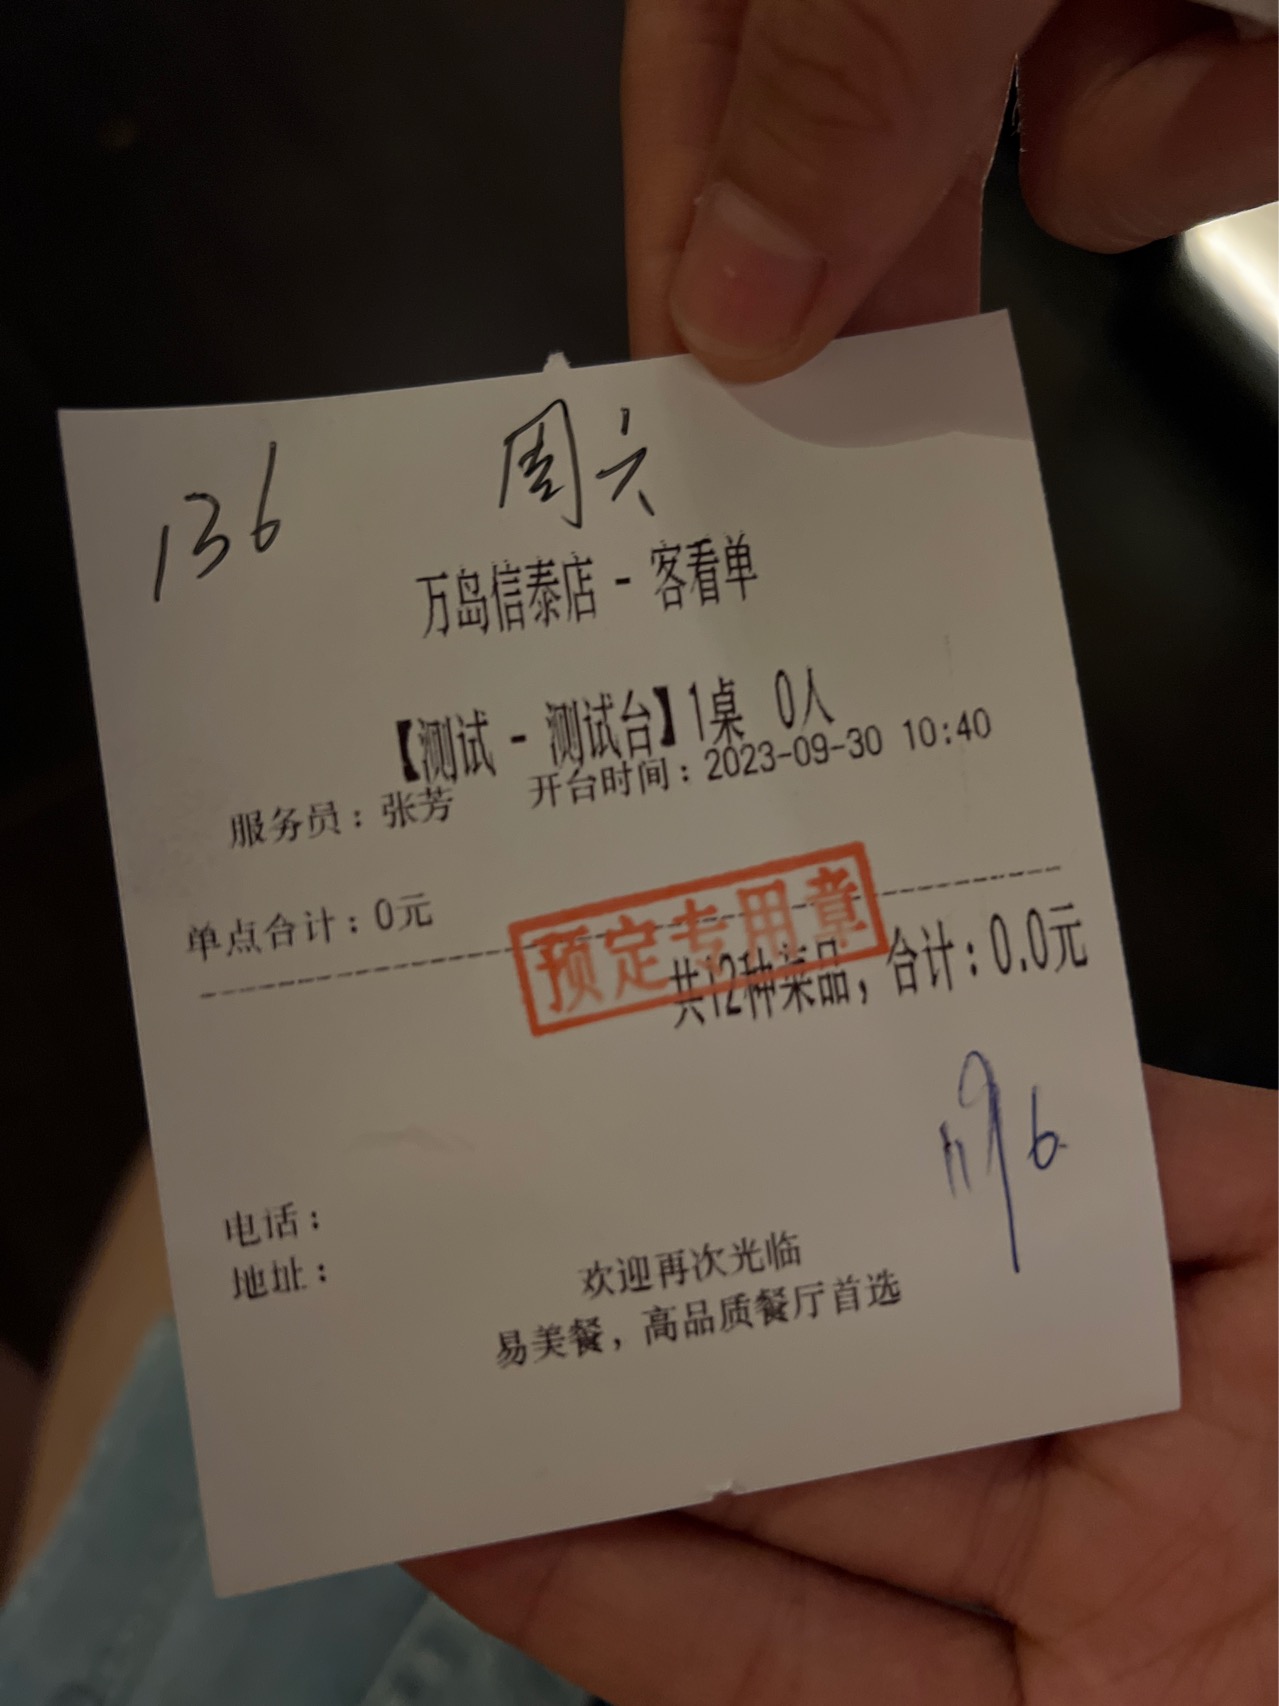 136 周六
万岛信泰店 - 客看单
【测试 - 测试台】1桌 0人
服务员：张芳 开台时间：2023-09-30 10:40
单点合计：0元
预定专用章
共12种菜品，合计：0.0元
电话：
地址：
欢迎再次光临
易美餐，高品质餐厅首选